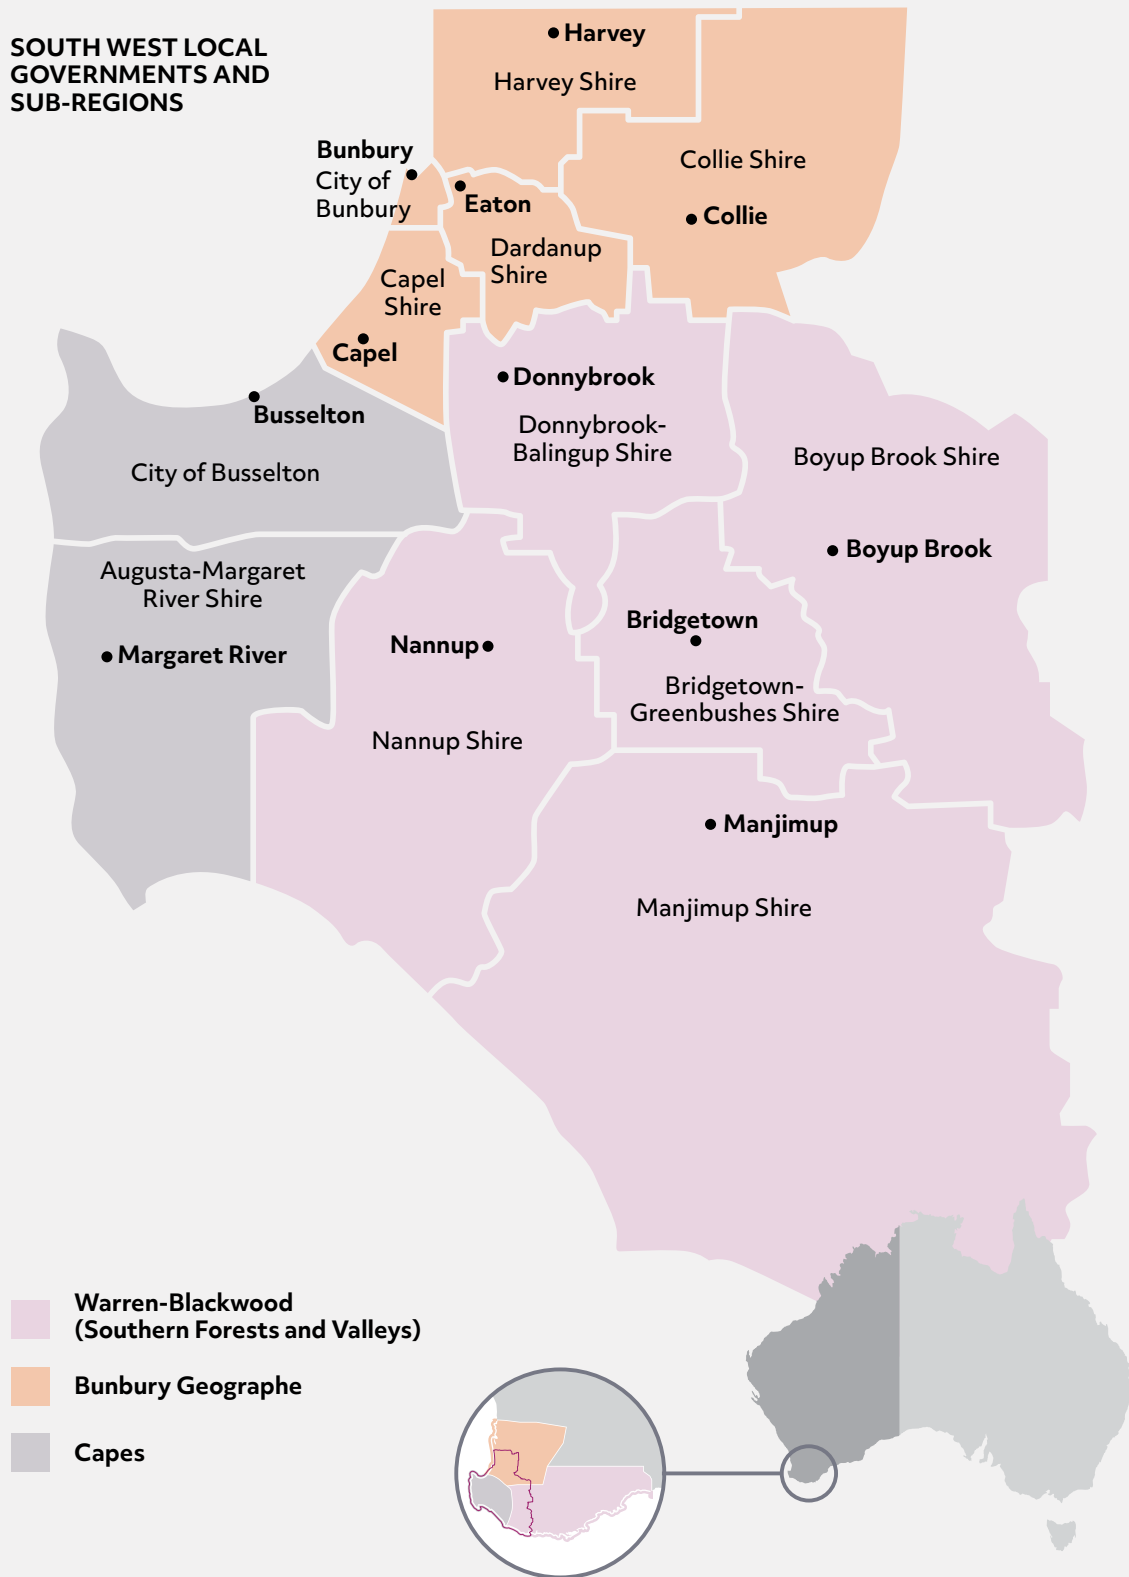 SOUTH WEST LOCAL
GOVERNMENTS AND
SUB-REGIONS
Harvey
Harvey Shire
Bunbury
City of
Bunbury
Collie Shire
Eaton
Collie
Dardanup
Shire
Capel
Shire
Capel
Donnybrook
Busselton
Donnybrook-
Balingup Shire
City of Busselton
Boyup Brook Shire
Boyup Brook
Augusta-Margaret
River Shire
Margaret River
Nannup
Bridgetown
Bridgetown-
Greenbushes Shire
Nannup Shire
Manjimup
Manjimup Shire
Warren-Blackwood
(Southern Forests and Valleys)
Bunbury Geographe
Capes